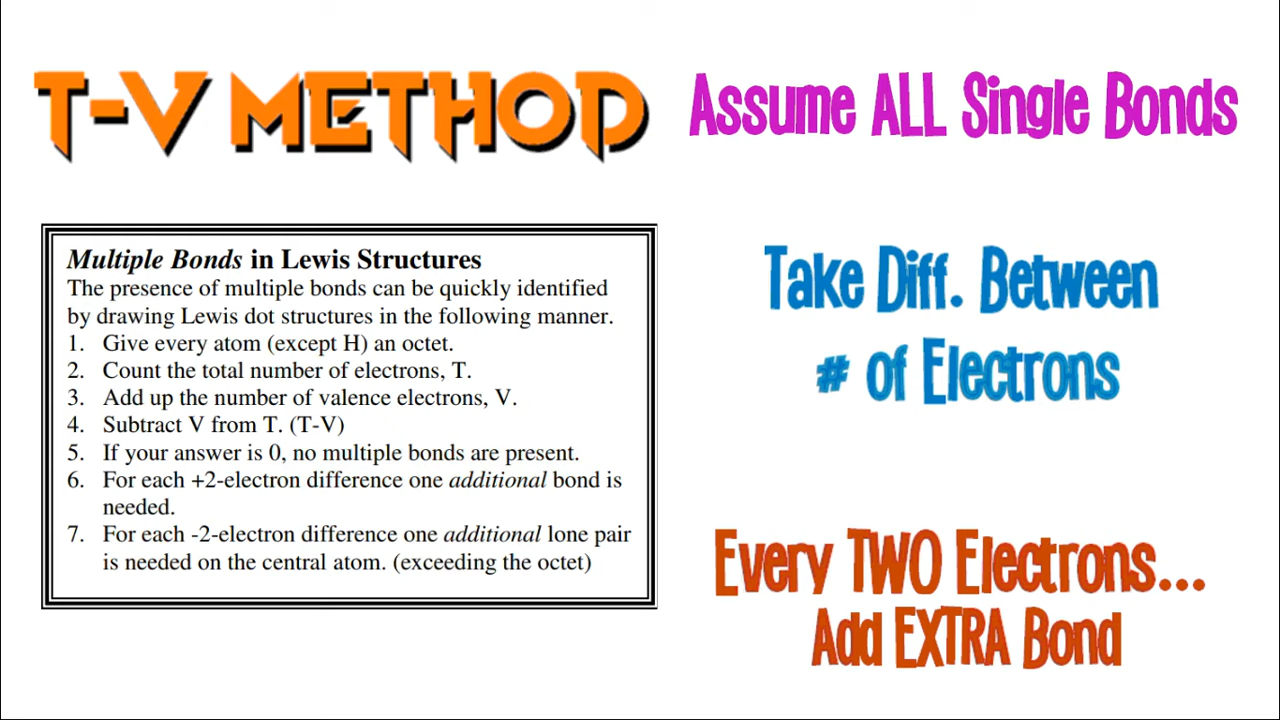 T-V METHOD
Assume ALL Single Bonds
Multiple Bonds in Lewis Structures
The presence of multiple bonds can be quickly identified
by drawing Lewis dot structures in the following manner.
1. Give every atom (except H) an octet.
2. Count the total number of electrons, T.
3. Add up the number of valence electrons, V.
4. Subtract V from T. (T-V)
5. If your answer is 0, no multiple bonds are present.
6. For each +2-electron difference one additional bond is
needed.
7. For each -2-electron difference one additional lone pair
is needed on the central atom. (exceeding the octet)
Take Diff. Between
# of Electrons
Every TWO Electrons...
Add EXTRA Bond